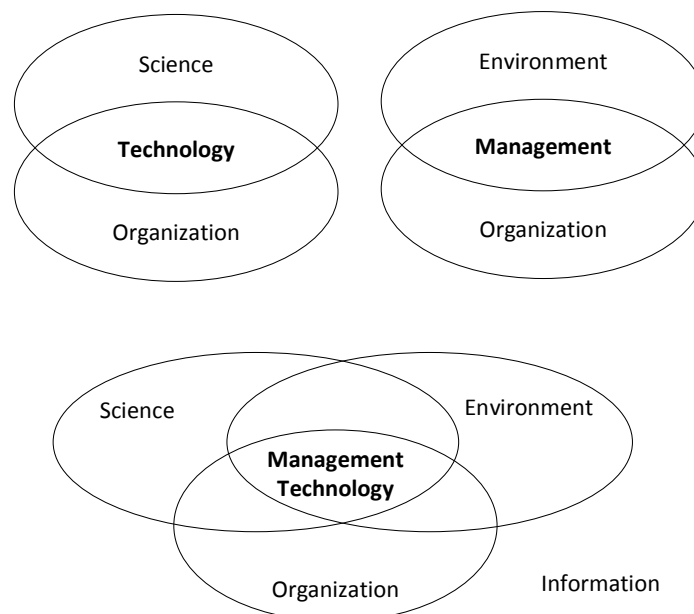 Science
Environment
Technology
Management
Organization
Organization
Science
Environment
Management
Technology
Organization
Information